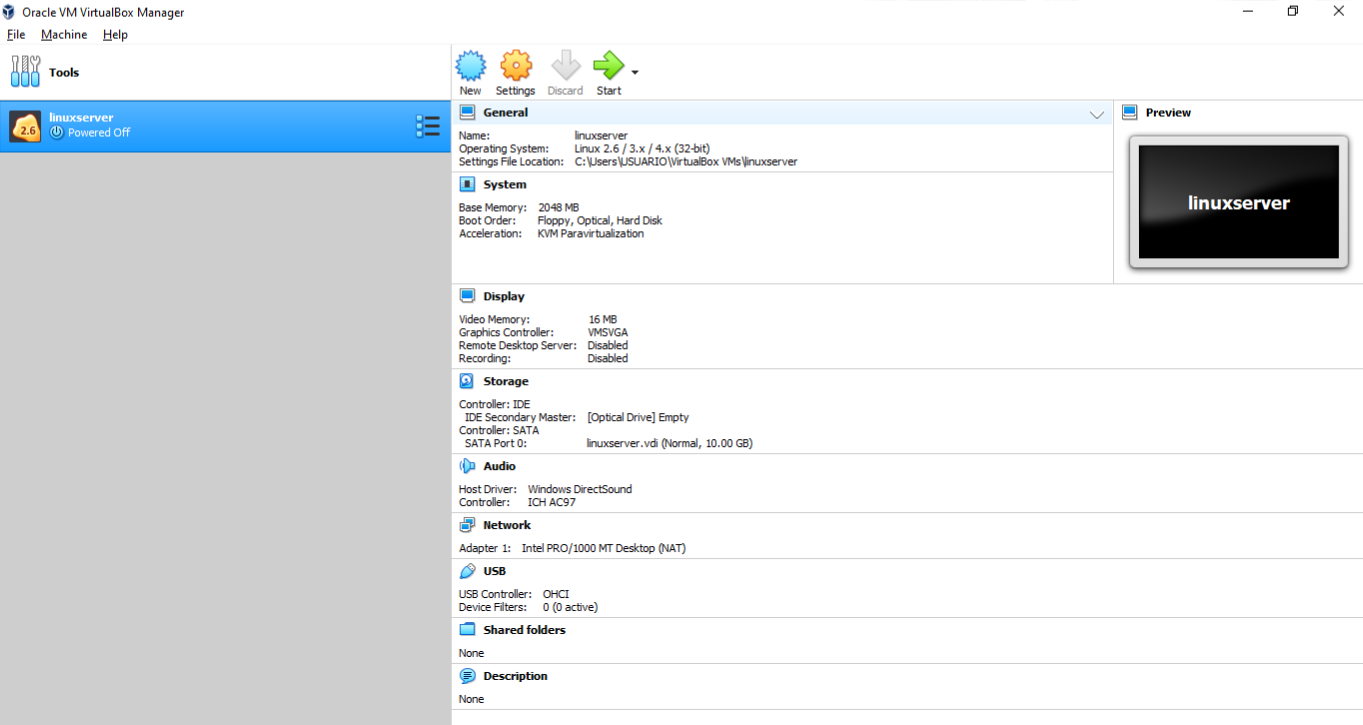 Oracle VM VirtualBox Manager
File Machine Help
Tools
New Settings Discard Start
2.6
linuxserver
Powered Off
General
Name: linuxserver
Operating System: Linux 2.6 / 3.x / 4.x (32-bit)
Settings File Location: C:\Users\USUARIO\VirtualBox VMs\linuxserver
Preview
linuxserver
System
Base Memory: 2048 MB
Boot Order: Floppy, Optical, Hard Disk
Acceleration: KVM Paravirtualization
Display
Video Memory: 16 MB
Graphics Controller: VMSVGA
Remote Desktop Server: Disabled
Recording: Disabled
Storage
Controller: IDE
IDE Secondary Master: [Optical Drive] Empty
Controller: SATA
SATA Port 0: linuxserver.vdi (Normal, 10.00 GB)
Audio
Host Driver: Windows DirectSound
Controller: ICH AC97
Network
Adapter 1: Intel PRO/1000 MT Desktop (NAT)
USB
USB Controller: OHCI
Device Filters: 0 (0 active)
Shared folders
None
Description
None